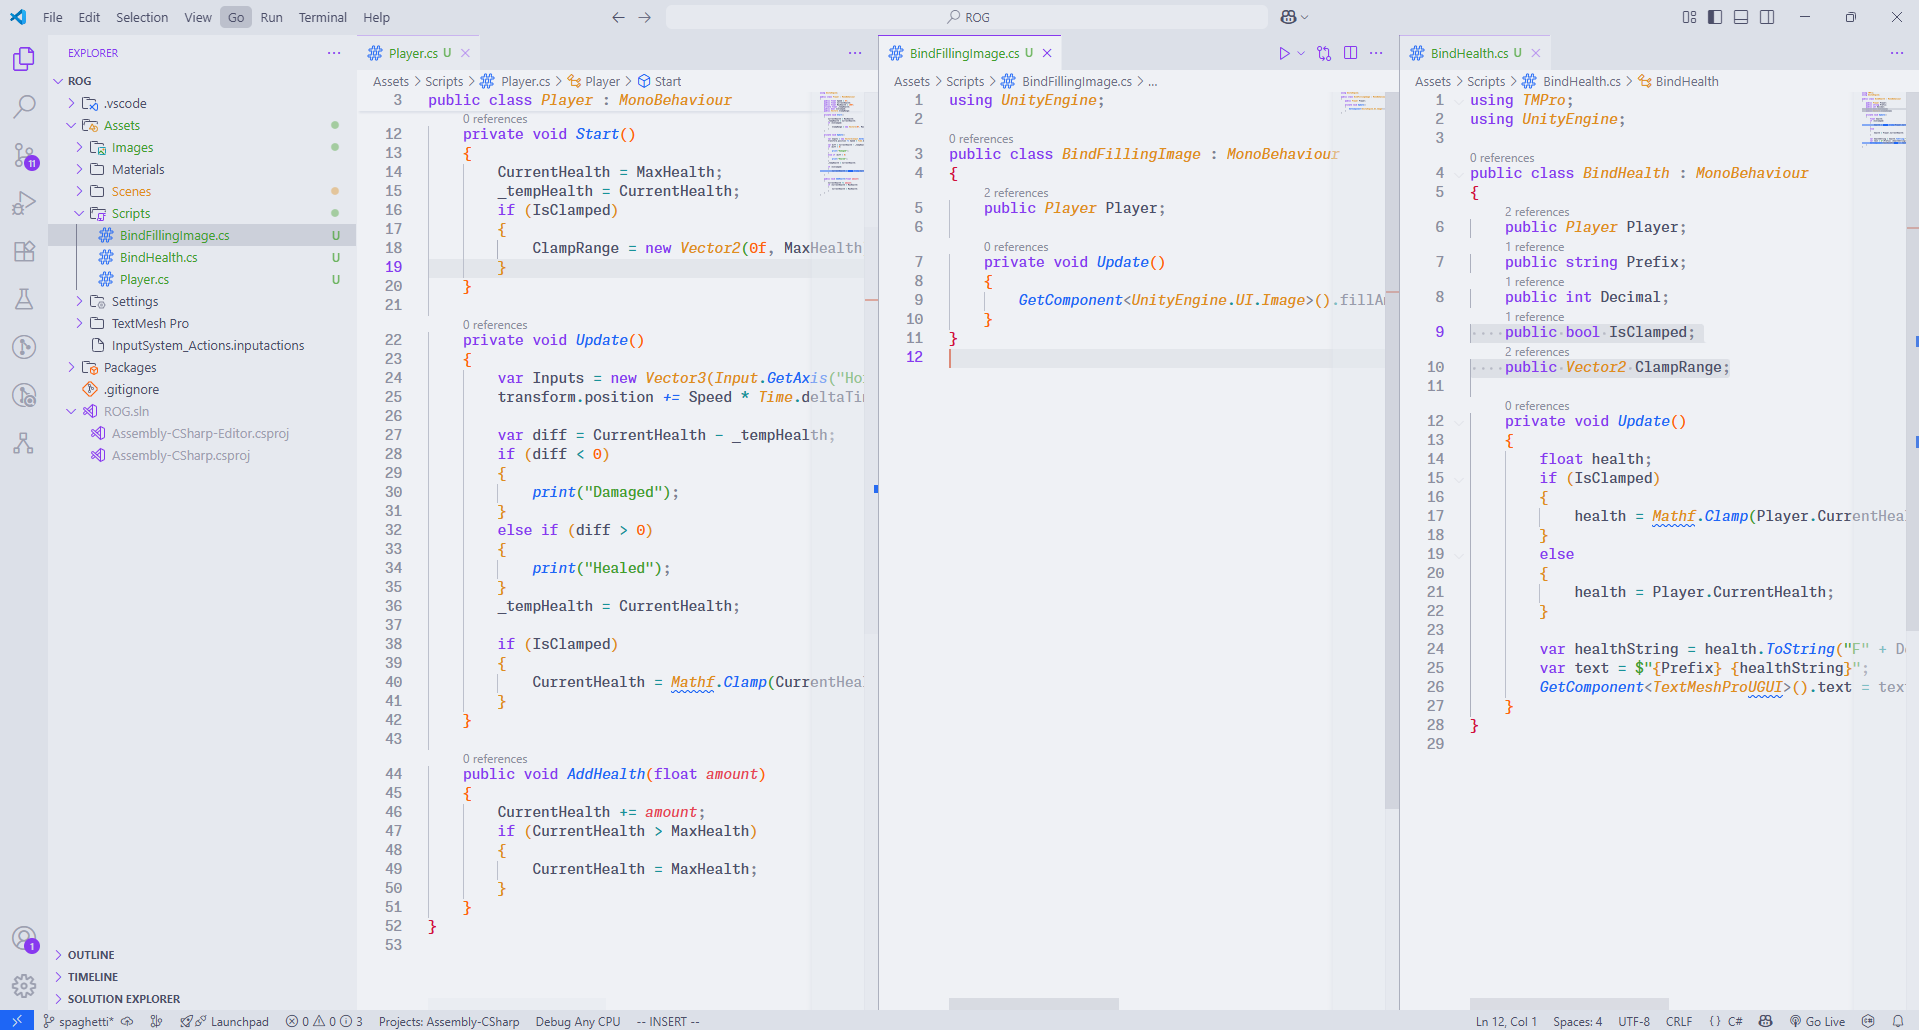 File Edit Selection View Go Run Terminal Help
ROG
EXPLORER
ROG
.vscode
Assets
Images
Materials
Scenes
Scripts
BindFillingImage.cs U
BindHealth.cs U
Player.cs U
Settings
TextMesh Pro
InputSystem_Actions.inputactions
Packages
.gitignore
ROG.sln
Assembly-CSharp-Editor.csproj
Assembly-CSharp.csproj
OUTLINE
TIMELINE
SOLUTION EXPLORER
11
1
Player.cs U
Assets > Scripts > Player.cs > Player > Start
3 public class Player : MonoBehaviour
0 references
12 private void Start()
13 {
14 CurrentHealth = MaxHealth;
15 _tempHealth = CurrentHealth;
16 if (IsClamped)
17 {
18 ClampRange = new Vector2(0f, MaxHealth
19 }
20 }
21
0 references
22 private void Update()
23 {
24 var Inputs = new Vector3(Input.GetAxis("Ho
25 transform.position += Speed * Time.deltaTi
26
27 var diff = CurrentHealth - _tempHealth;
28 if (diff < 0)
29 {
30 print("Damaged");
31 }
32 else if (diff > 0)
33 {
34 print("Healed");
35 }
36 _tempHealth = CurrentHealth;
37
38 if (IsClamped)
39 {
40 CurrentHealth = Mathf.Clamp(CurrentHea
41 }
42 }
43
0 references
44 public void AddHealth(float amount)
45 {
46 CurrentHealth += amount;
47 if (CurrentHealth > MaxHealth)
48 {
49 CurrentHealth = MaxHealth;
50 }
51 }
52 }
53
BindFillingImage.cs U
Assets > Scripts > BindFillingImage.cs > ...
1 using UnityEngine;
2
0 references
3 public class BindFillingImage : MonoBehaviour
4 {
2 references
5 public Player Player;
6
0 references
7 private void Update()
8 {
9 GetComponent<UnityEngine.UI.Image>().fillA
10 }
11 }
12
BindHealth.cs U
Assets > Scripts > BindHealth.cs > BindHealth
1 using TMPro;
2 using UnityEngine;
3
0 references
4 public class BindHealth : MonoBehaviour
5 {
2 references
6 public Player Player;
1 reference
7 public string Prefix;
1 reference
8 public int Decimal;
1 reference
9 public bool IsClamped;
2 references
10 public Vector2 ClampRange;
11
0 references
12 private void Update()
13 {
14 float health;
15 if (IsClamped)
16 {
17 health = Mathf.Clamp(Player.CurrentHea
18 }
19 else
20 {
21 health = Player.CurrentHealth;
22 }
23
24 var healthString = health.ToString("F" + D
25 var text = $"{Prefix} {healthString}";
26 GetComponent<TextMeshProUGUI>().text = tex
27 }
28 }
29
spaghetti* Launchpad 0 0 3 Projects: Assembly-CSharp Debug Any CPU -- INSERT -- Ln 12, Col 1 Spaces: 4 UTF-8 CRLF { } C# Go Live